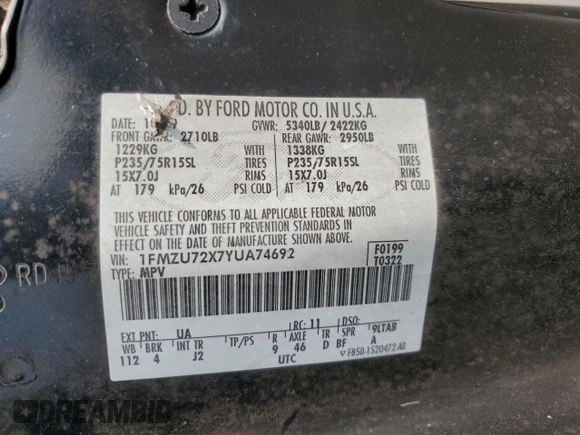 D. BY FORD MOTOR CO. IN U.S.A.
DATE: GVWR: 5340LB/ 2422KG
FRONT GAWR: 2710LB REAR GAWR: 2950LB
1229KG WITH 1338KG WITH
P235/75R15SL TIRES P235/75R15SL TIRES
15X7.0J RIMS 15X7.0J RIMS
AT 179 kPa/26 PSI COLD AT 179 kPa/26 PSI COLD
THIS VEHICLE CONFORMS TO ALL APPLICABLE FEDERAL MOTOR
VEHICLE SAFETY AND THEFT PREVENTION STANDARDS IN
EFFECT ON THE DATE OF MANUFACTURE SHOWN ABOVE.
VIN: 1FMZU72X7YUA74692
TYPE: MPV
F0199
T0322
EXT PNT: UA RC: 11 DSO:
WB BRK INT TR TP/PS R AXLE TR SPR 9LTAB
112 4 J2 9 46 D BF A
UTC F85B-1520472-AB
RD
DREAMBID